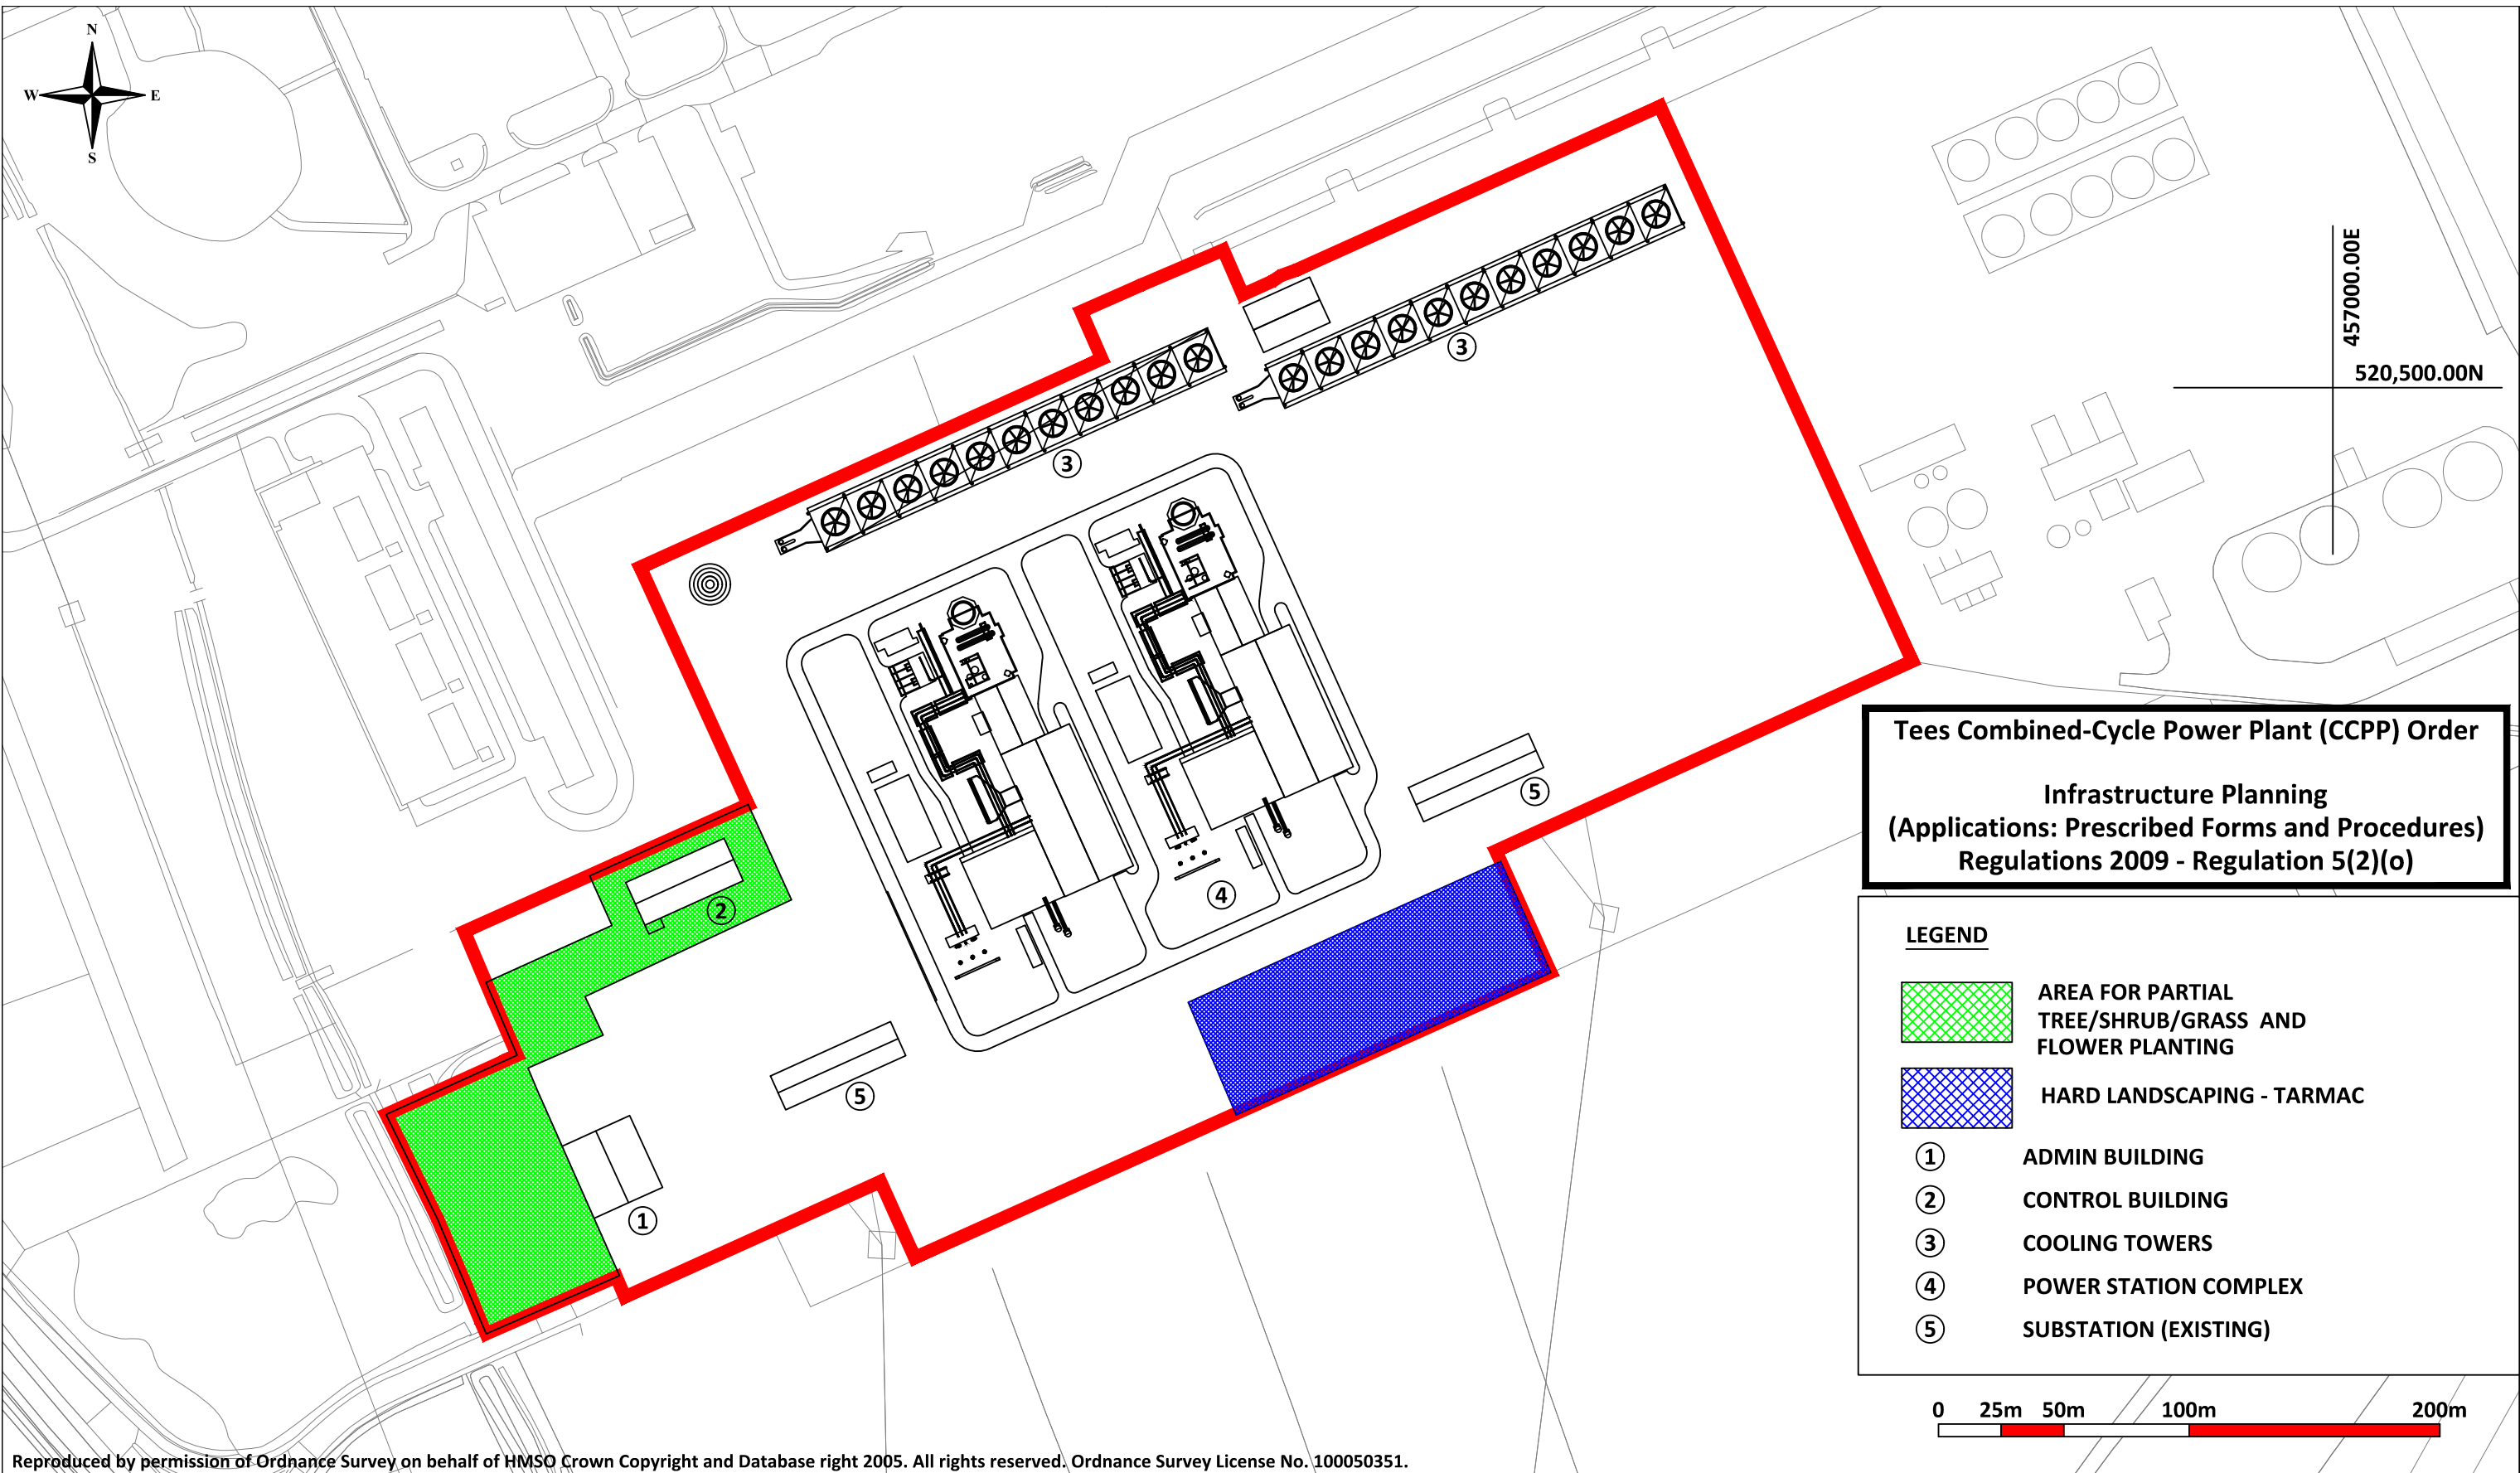 N
W E
S
457000.00E
520,500.00N
3
3
5
4
2
5
1
Tees Combined-Cycle Power Plant (CCPP) Order
Infrastructure Planning
(Applications: Prescribed Forms and Procedures)
Regulations 2009 - Regulation 5(2)(o)
LEGEND
AREA FOR PARTIAL
TREE/SHRUB/GRASS AND
FLOWER PLANTING
HARD LANDSCAPING - TARMAC
1 ADMIN BUILDING
2 CONTROL BUILDING
3 COOLING TOWERS
4 POWER STATION COMPLEX
5 SUBSTATION (EXISTING)
0 25m 50m 100m 200m
Reproduced by permission of Ordnance Survey on behalf of HMSO Crown Copyright and Database right 2005. All rights reserved. Ordnance Survey License No. 100050351.